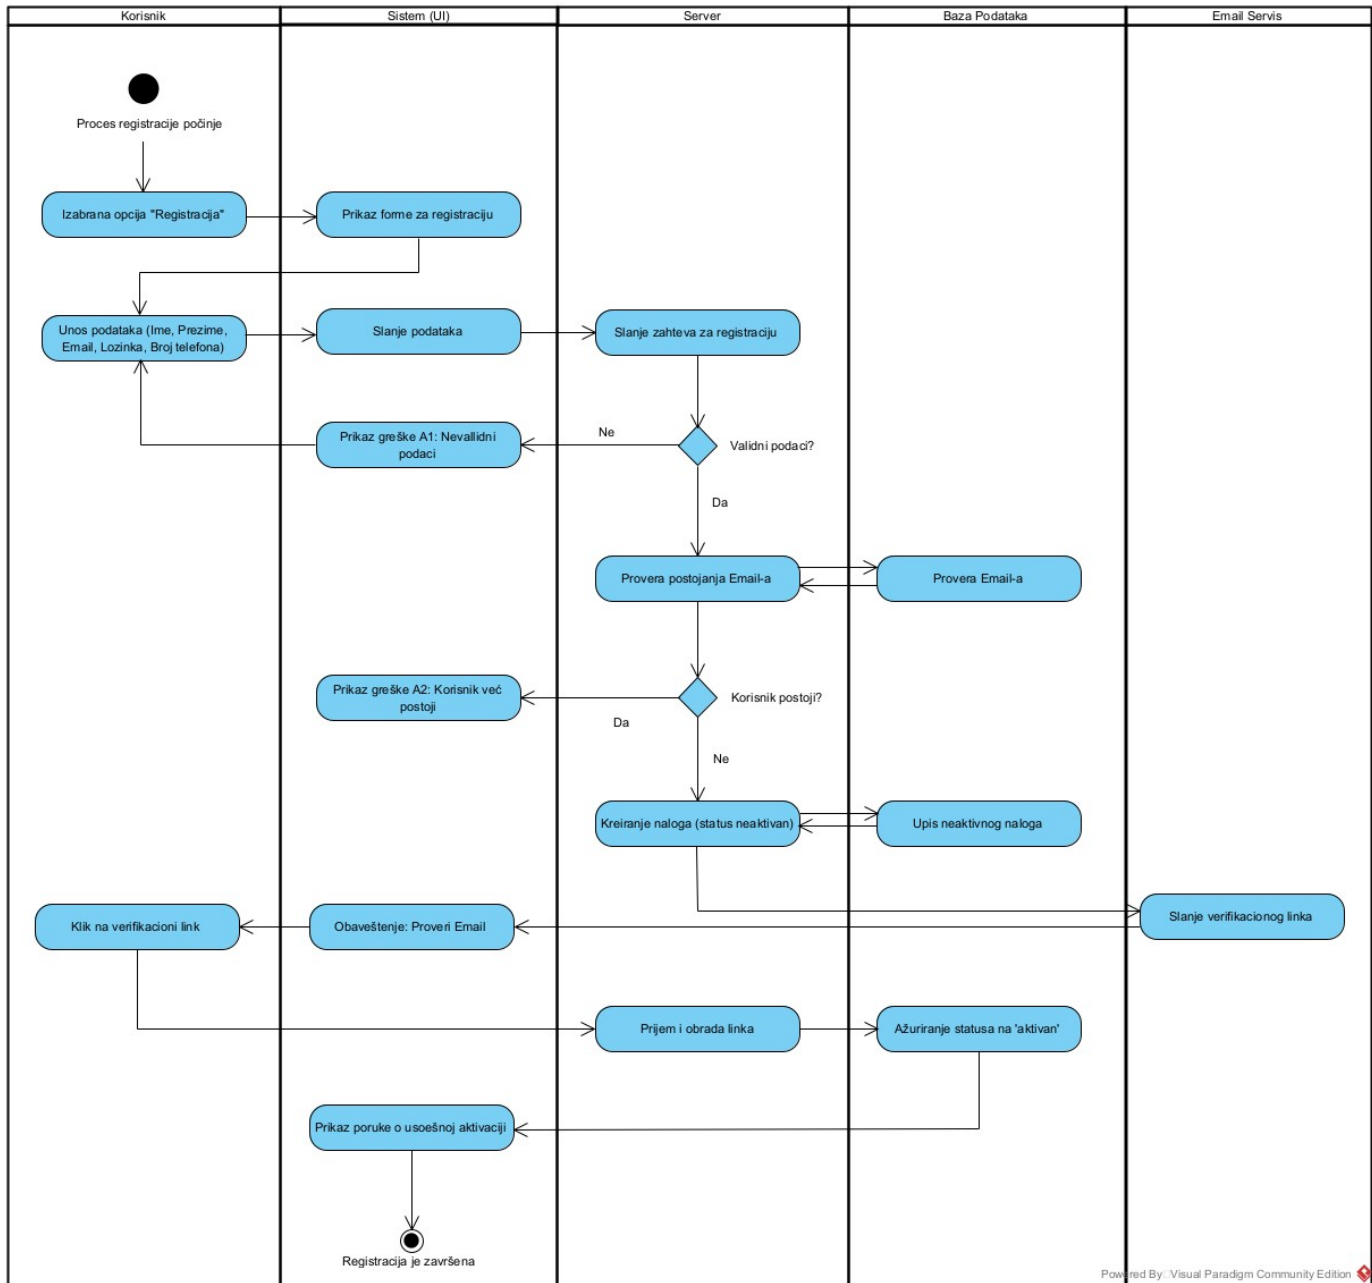 Korisnik
Sistem (UI)
Server
Baza Podataka
Email Servis
Proces registracije počinje
Izabrana opcija "Registracija"
Prikaz forme za registraciju
Unos podataka (Ime, Prezime,
Email, Lozinka, Broj telefona)
Slanje podataka
Slanje zahteva za registraciju
Prikaz greške A1: Nevallidni
podaci
Ne
Validni podaci?
Da
Provera postojanja Email-a
Provera Email-a
Prikaz greške A2: Korisnik već
postoji
Da
Korisnik postoji?
Ne
Kreiranje naloga (status neaktivan)
Upis neaktivnog naloga
Klik na verifikacioni link
Obaveštenje: Proveri Email
Slanje verifikacionog linka
Prijem i obrada linka
Ažuriranje statusa na 'aktivan'
Prikaz poruke o usoešnoj aktivaciji
Registracija je završena
Powered By Visual Paradigm Community Edition